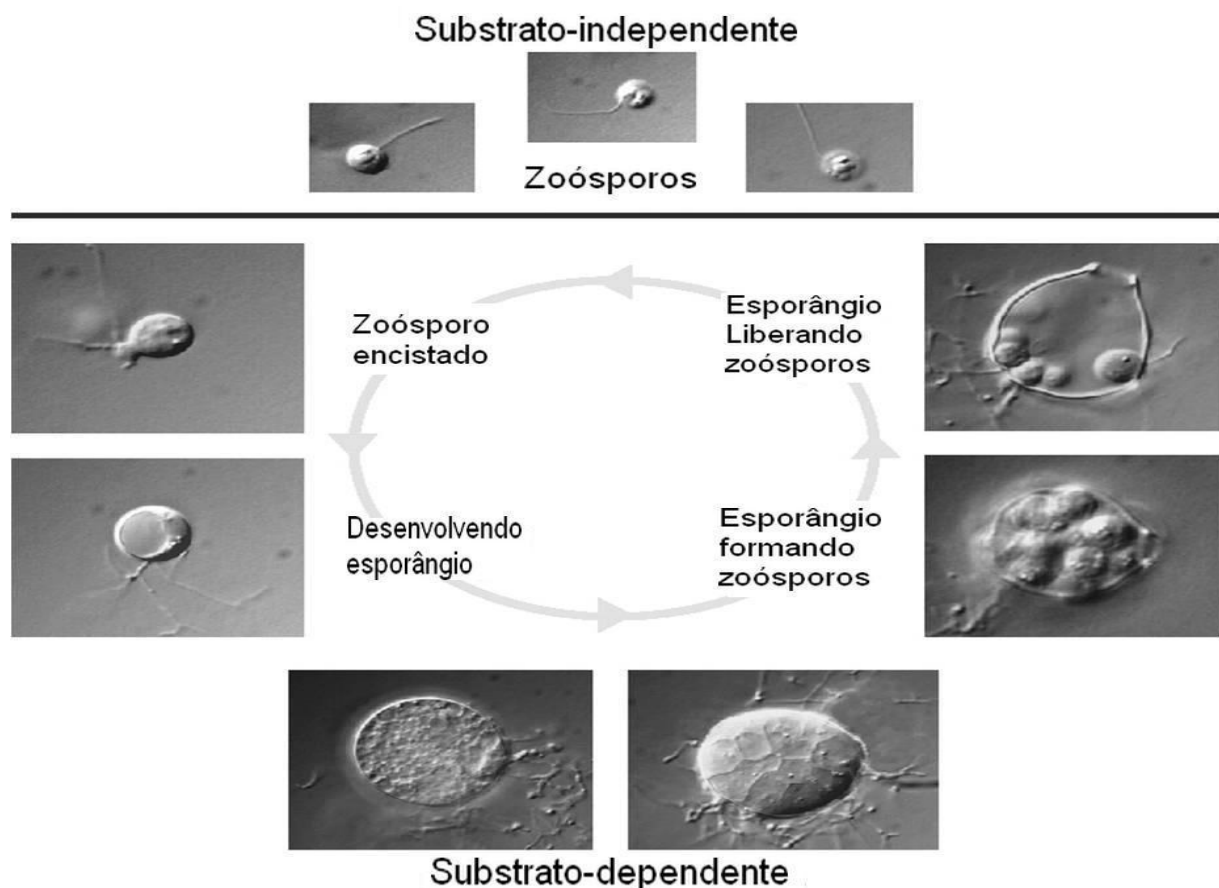 Substrato-independente
Zoósporos
Zoósporo
encistado
Esporângio
Liberando
zoósporos
Desenvolvendo
esporângio
Esporângio
formando
zoósporos
Substrato-dependente